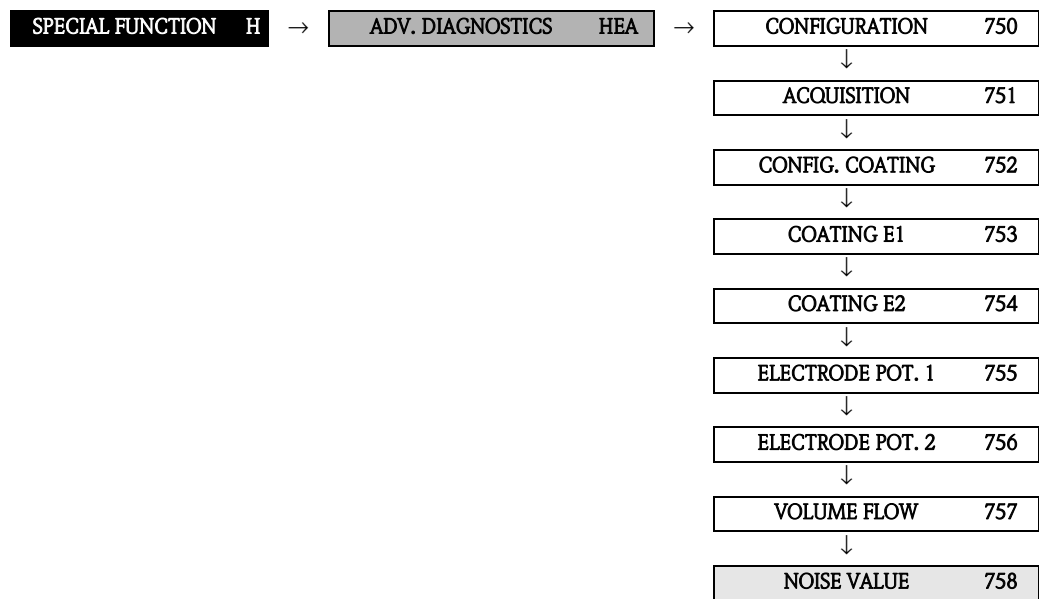 SPECIAL FUNCTION H → ADV. DIAGNOSTICS HEA → CONFIGURATION 750
↓
ACQUISITION 751
↓
CONFIG. COATING 752
↓
COATING E1 753
↓
COATING E2 754
↓
ELECTRODE POT. 1 755
↓
ELECTRODE POT. 2 756
↓
VOLUME FLOW 757
↓
NOISE VALUE 758